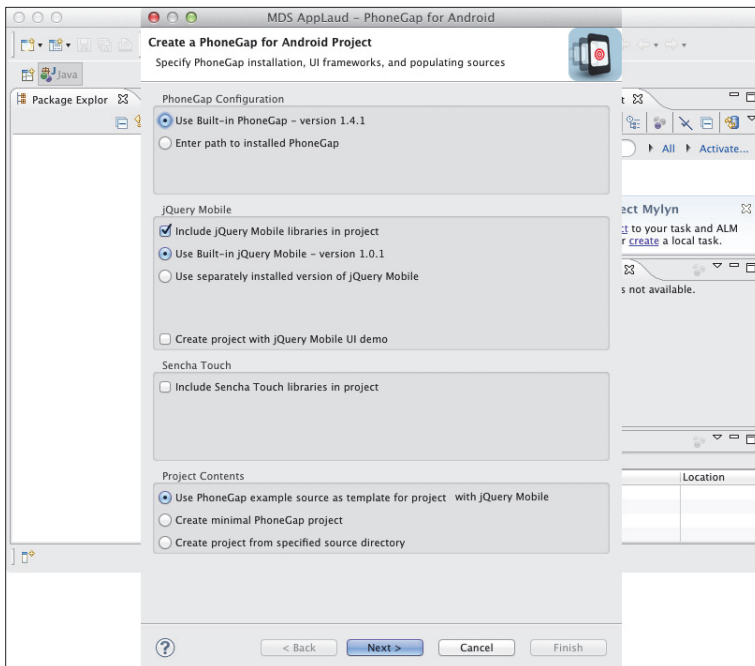 MDS AppLaud – PhoneGap for Android
Create a PhoneGap for Android Project
Specify PhoneGap installation, UI frameworks, and populating sources
Java
Package Explor
PhoneGap Configuration
Use Built-in PhoneGap – version 1.4.1
Enter path to installed PhoneGap
All Activate...
jQuery Mobile
Include jQuery Mobile libraries in project
Use Built-in jQuery Mobile – version 1.0.1
Use separately installed version of jQuery Mobile
Create project with jQuery Mobile UI demo
ect Mylyn
to your task and ALM
r create a local task.
s not available.
Sencha Touch
Include Sencha Touch libraries in project
Project Contents
Use PhoneGap example source as template for project with jQuery Mobile
Create minimal PhoneGap project
Create project from specified source directory
Location
?
< Back
Next >
Cancel
Finish